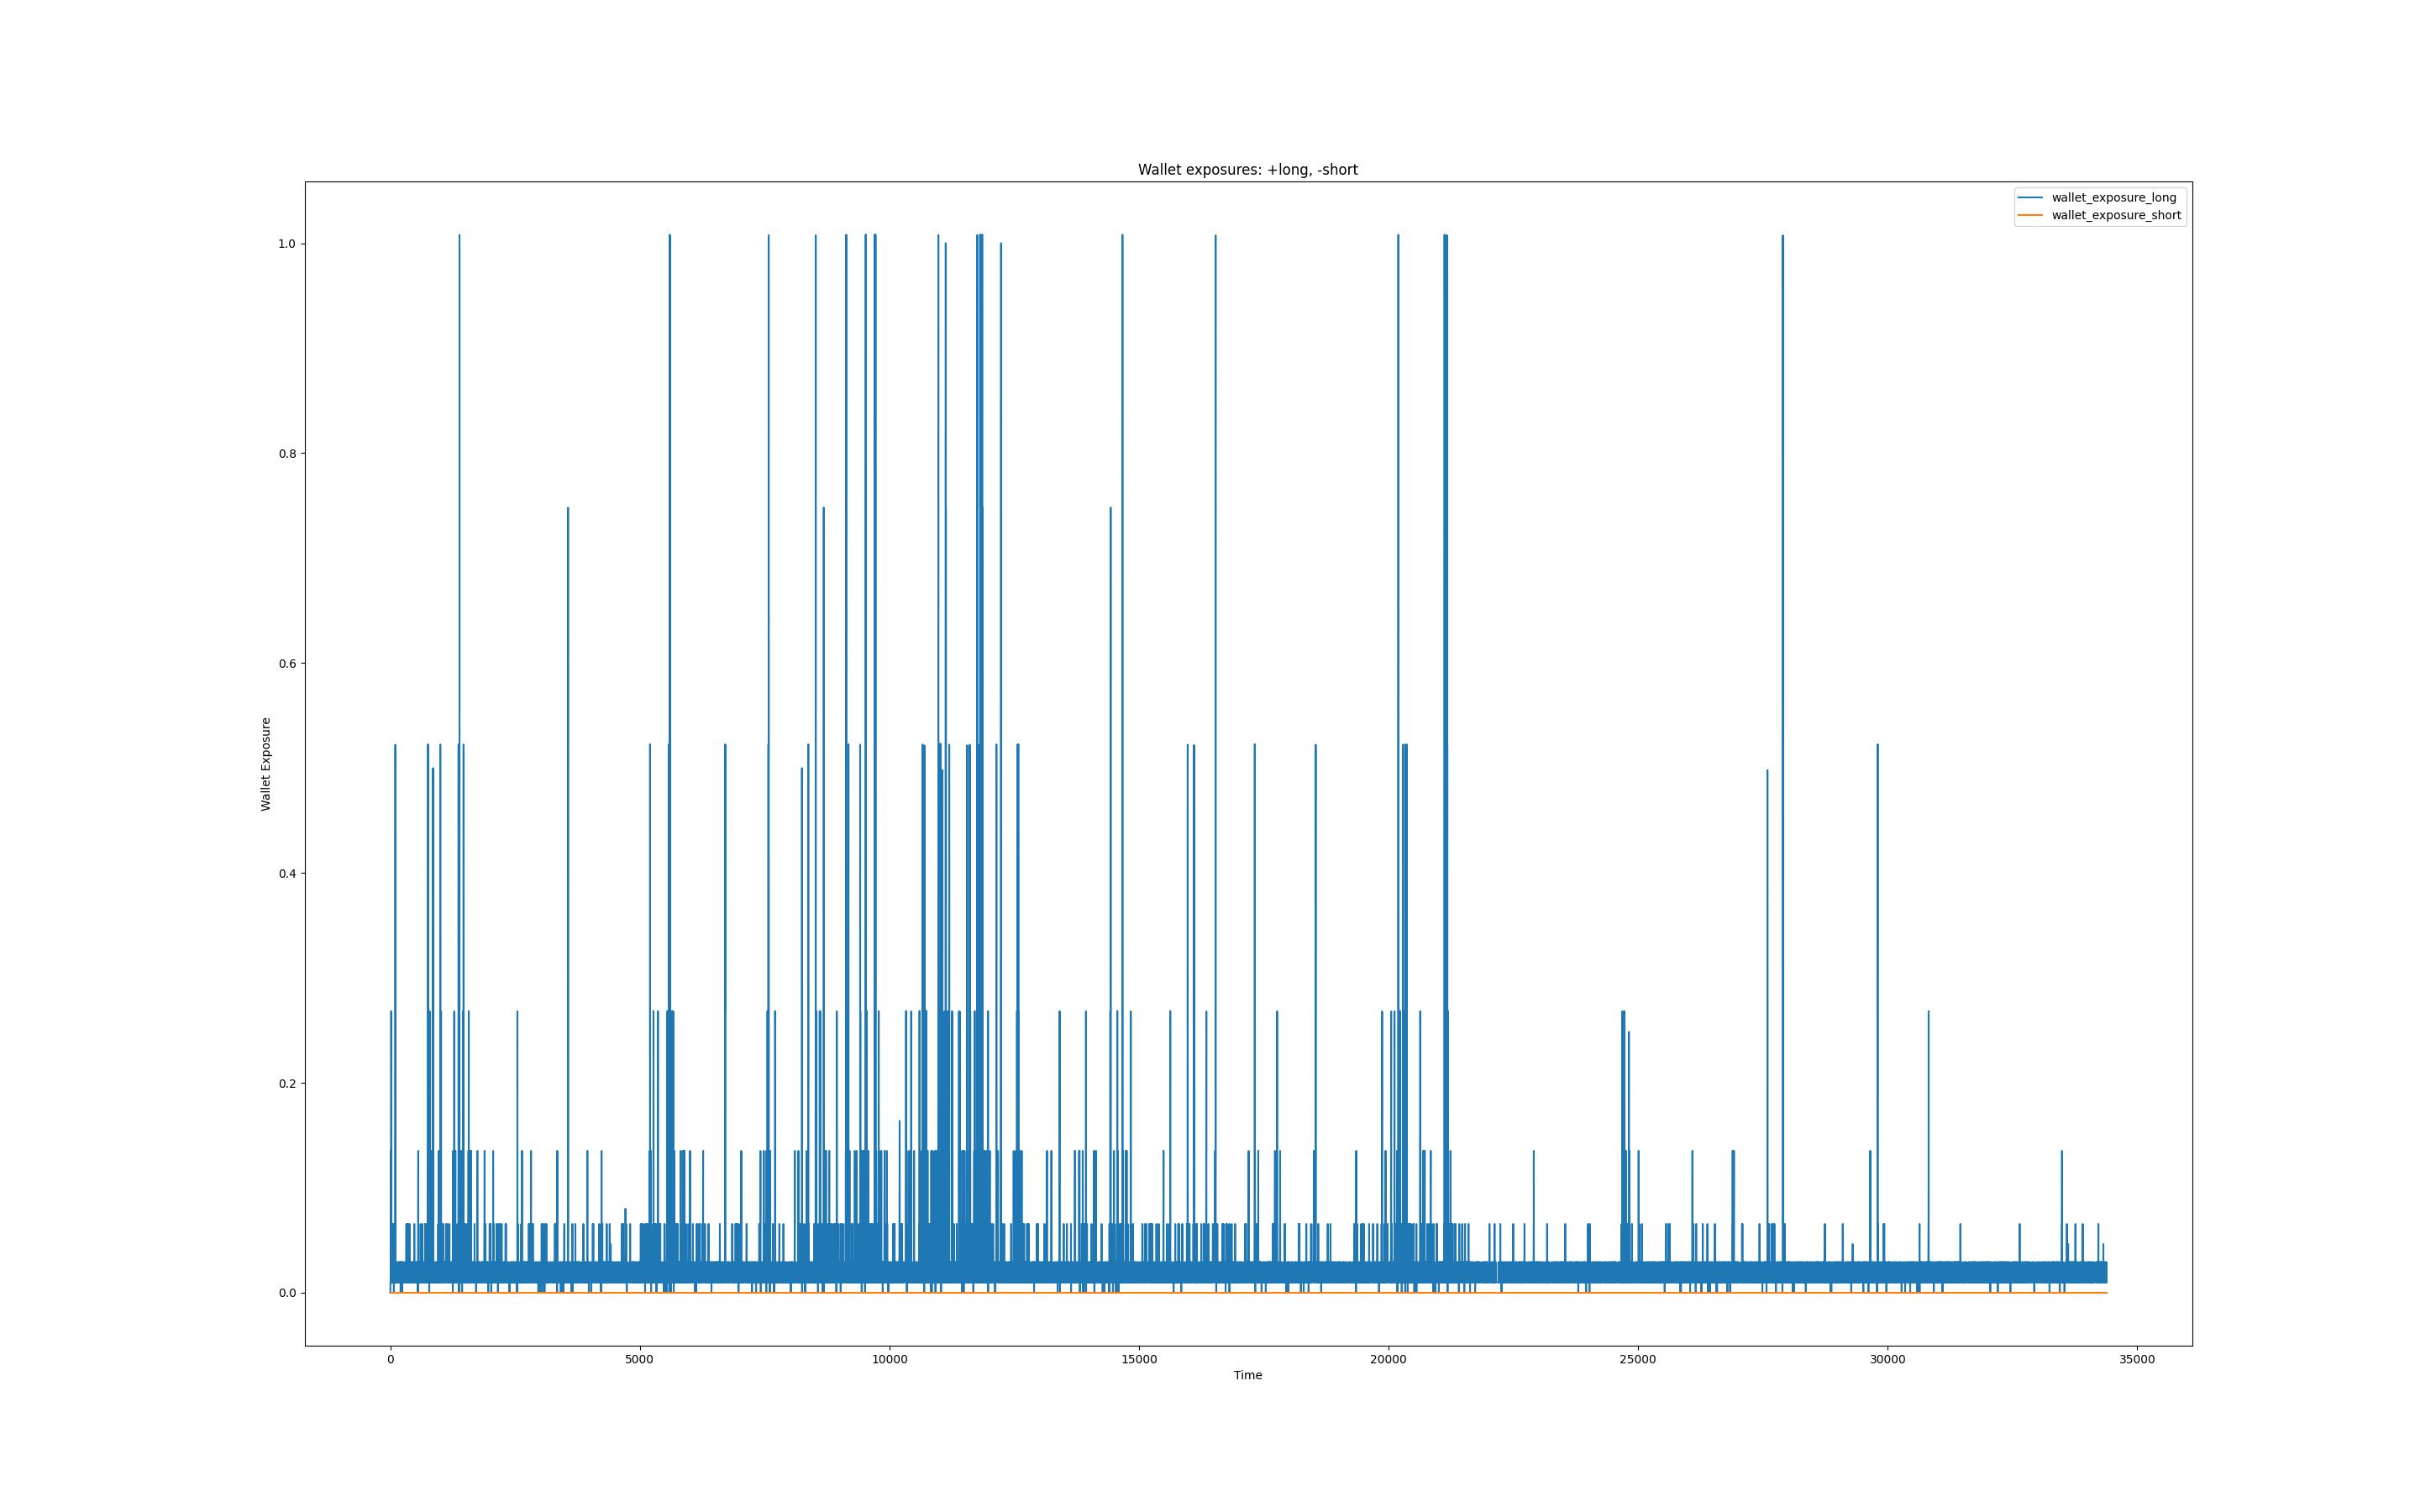 Wallet exposures: +long, -short
wallet_exposure_long
wallet_exposure_short
1.0
0.8
0.6
0.4
0.2
0.0
Wallet Exposure
0 5000 10000 15000 20000 25000 30000 35000
Time